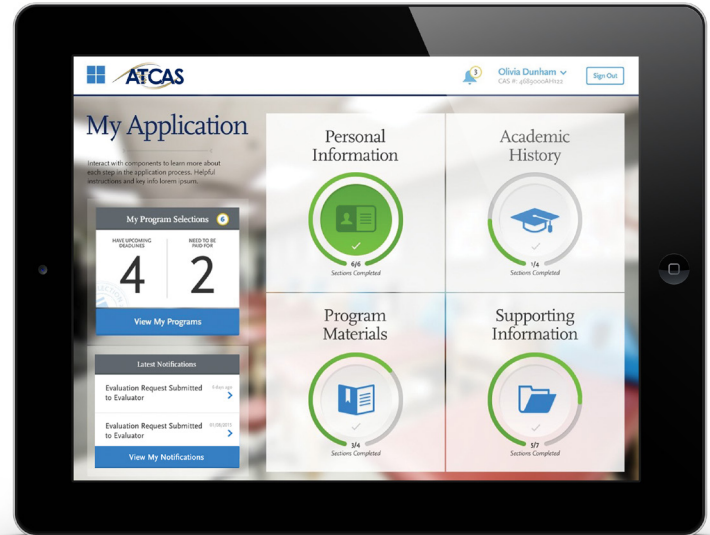 ATCAS
3
Olivia Dunham
CAS #:
Sign Out
My Application
Interact with components to learn more about
each step in the application process. Helpful
instructions and key info lorem ipsum.
My Program Selections 6
HAVE UPCOMING
DEADLINES
4
NEED TO BE
PAID FOR
2
View My Programs
Latest Notifications
Evaluation Request Submitted
to Evaluator
days ago
Evaluation Request Submitted
to Evaluator
View My Notifications
Personal
Information
6/6
Sections Completed
Academic
History
1/4
Sections Completed
Program
Materials
3/4
Sections Completed
Supporting
Information
5/7
Sections Completed